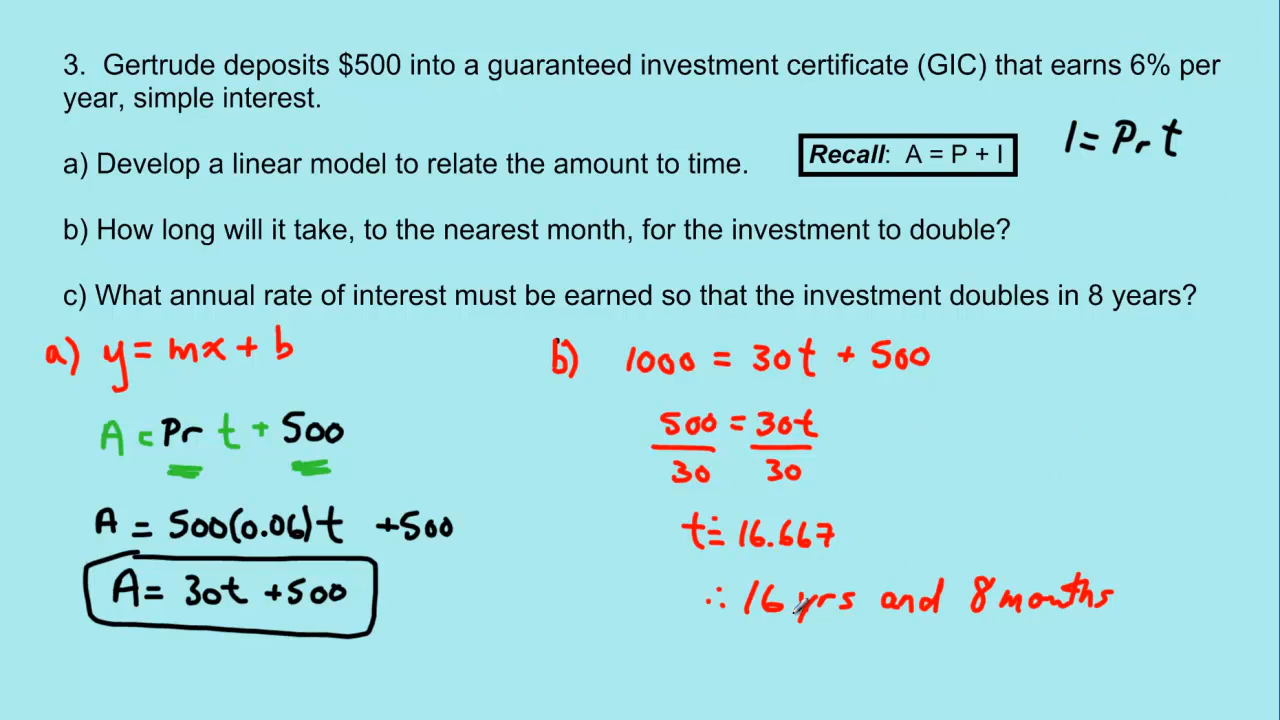 3. Gertrude deposits $500 into a guaranteed investment certificate (GIC) that earns 6% per
year, simple interest.
I = Pr t
a) Develop a linear model to relate the amount to time.
Recall: A = P + I
b) How long will it take, to the nearest month, for the investment to double?
c) What annual rate of interest must be earned so that the investment doubles in 8 years?
a) y = mx + b
A = Pr t + 500
A = 500(0.06)t + 500
A = 30t + 500
b) 1000 = 30t + 500
500 = 30t
30 30
t ≐ 16.667
∴ 16 yrs and 8 months